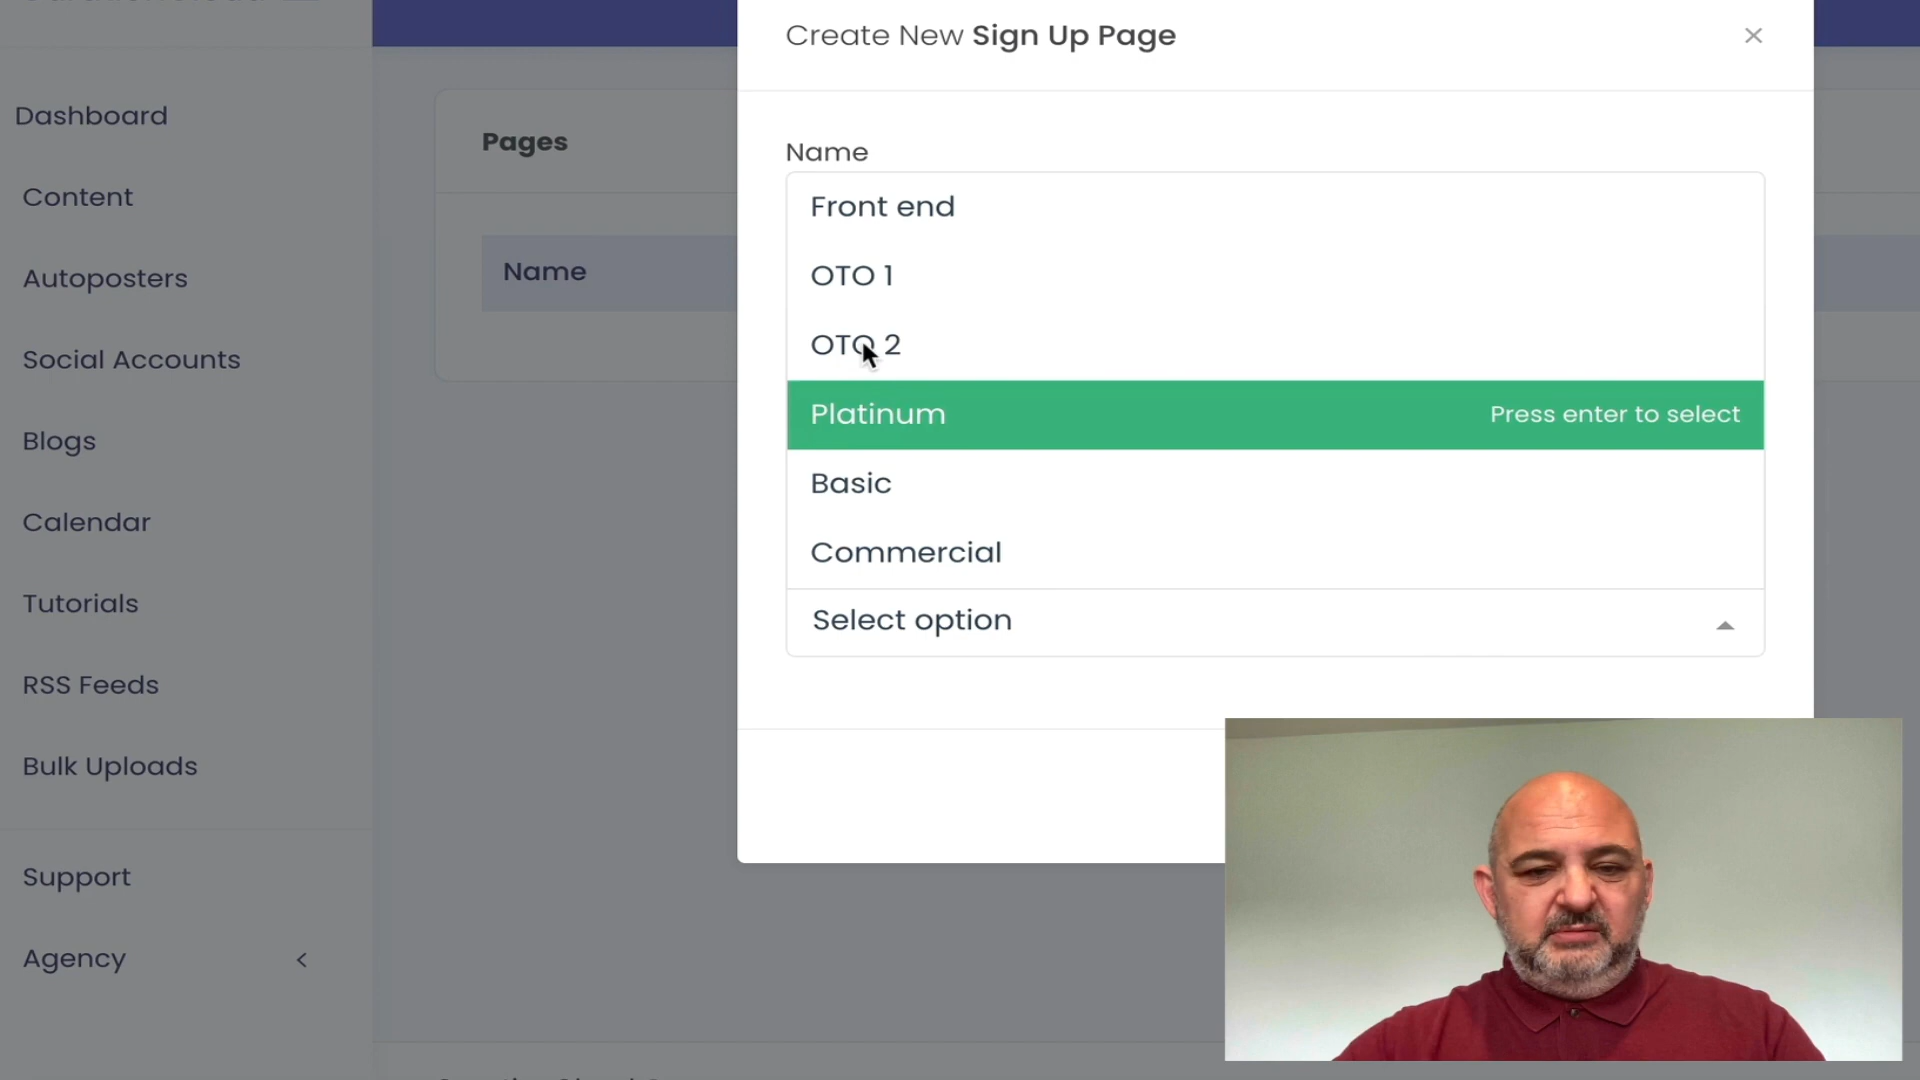 Create New Sign Up Page
Dashboard
Content
Autoposters
Social Accounts
Blogs
Calendar
Tutorials
RSS Feeds
Bulk Uploads
Support
Agency
Pages
Name
Name
Front end
OTO 1
OTO 2
Platinum
Press enter to select
Basic
Commercial
Select option